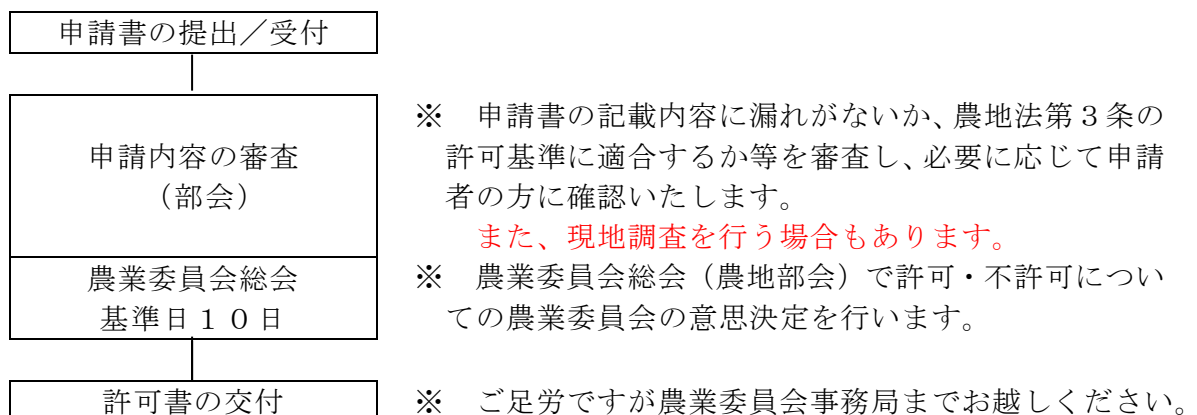 申請書の提出／受付
申請内容の審査
（部会）
※　申請書の記載内容に漏れがないか、農地法第３条の
許可基準に適合するか等を審査し、必要に応じて申請
者の方に確認いたします。
また、現地調査を行う場合もあります。
農業委員会総会
基準日１０日
※　農業委員会総会（農地部会）で許可・不許可につい
ての農業委員会の意思決定を行います。
許可書の交付
※　ご足労ですが農業委員会事務局までお越しください。